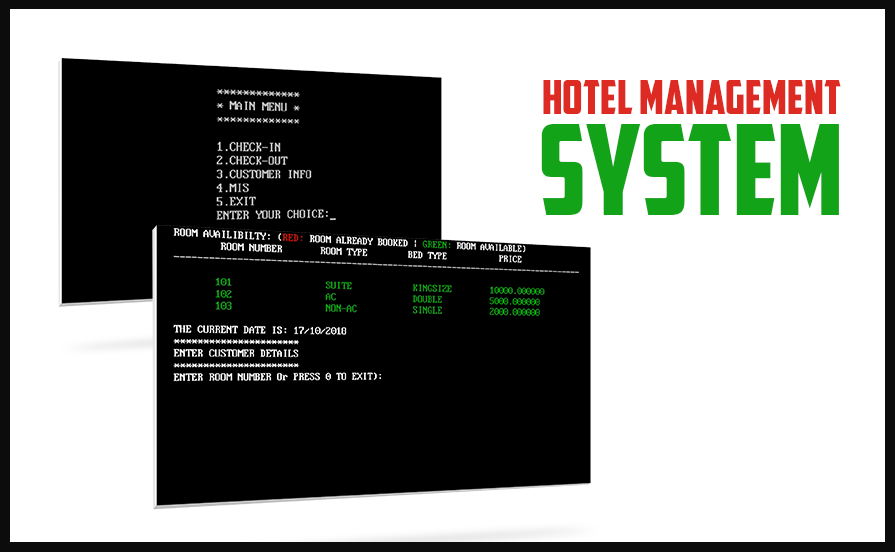 HOTEL MANAGEMENT
SYSTEM
*************
* MAIN MENU *
*************
1.CHECK-IN
2.CHECK-OUT
3.CUSTOMER INFO
4.MIS
5.EXIT
ENTER YOUR CHOICE:_
ROOM AVAILIBILTY: (RED: ROOM ALREADY BOOKED | GREEN: ROOM AVAILABLE)
ROOM NUMBER ROOM TYPE BED TYPE PRICE
101 SUITE KINGSIZE 10000.000000
102 AC DOUBLE 5000.000000
103 NON-AC SINGLE 2000.000000
THE CURRENT DATE IS: 17/10/2018
**********************
ENTER CUSTOMER DETAILS
**********************
ENTER ROOM NUMBER Or PRESS 0 TO EXIT):